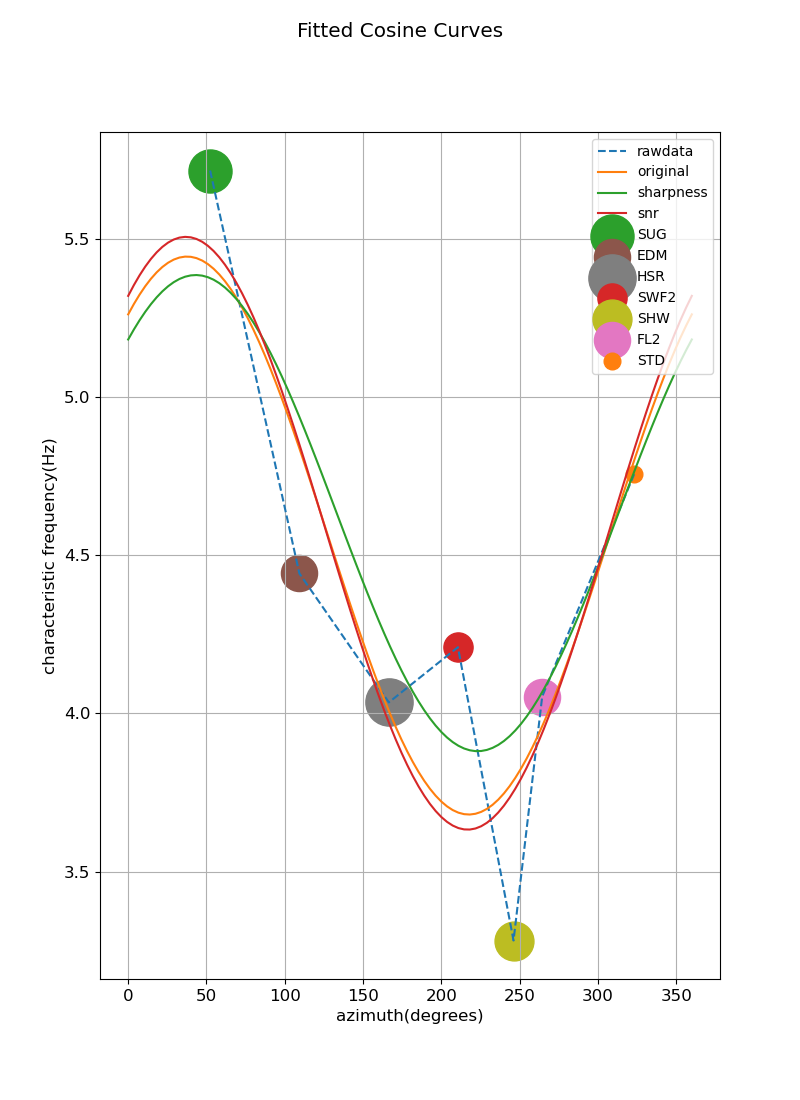 Fitted Cosine Curves
rawdata
original
sharpness
snr
SUG
EDM
HSR
SWF2
SHW
FL2
STD
characteristic frequency(Hz)
5.5
5.0
4.5
4.0
3.5
0 50 100 150 200 250 300 350
azimuth(degrees)